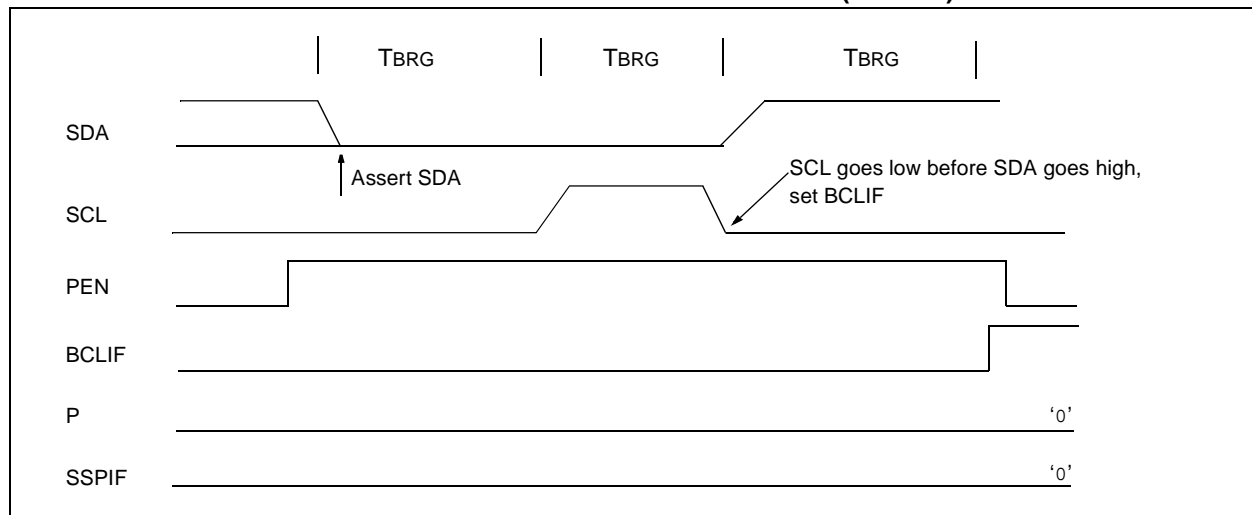 TBRG TBRG TBRG
SDA
Assert SDA
SCL goes low before SDA goes high,
set BCLIF
SCL
PEN
BCLIF
P
‘0’
SSPIF
‘0’